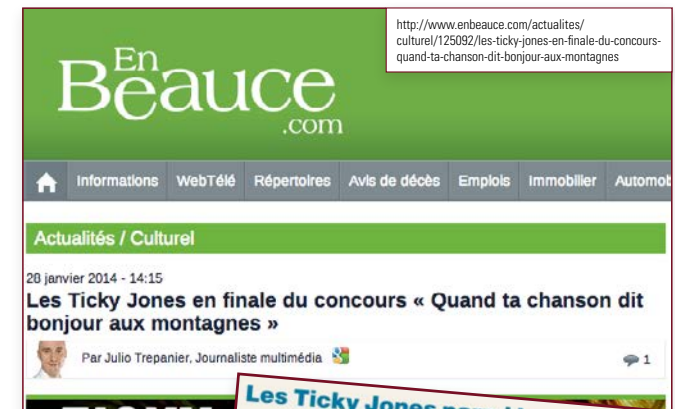 http://www.enbeauce.com/actualites/
culturel/125092/les-ticky-jones-en-finale-du-concours-
quand-ta-chanson-dit-bonjour-aux-montagnes
En
Beauce
.com
Informations WebTélé Répertoires Avis de décès Emplois Immobilier Automob
Actualités / Culturel
28 janvier 2014 - 14:15
Les Ticky Jones en finale du concours « Quand ta chanson dit
bonjour aux montagnes »
Par Julio Trepanier, Journaliste multimédia
1
Les Ticky Jones